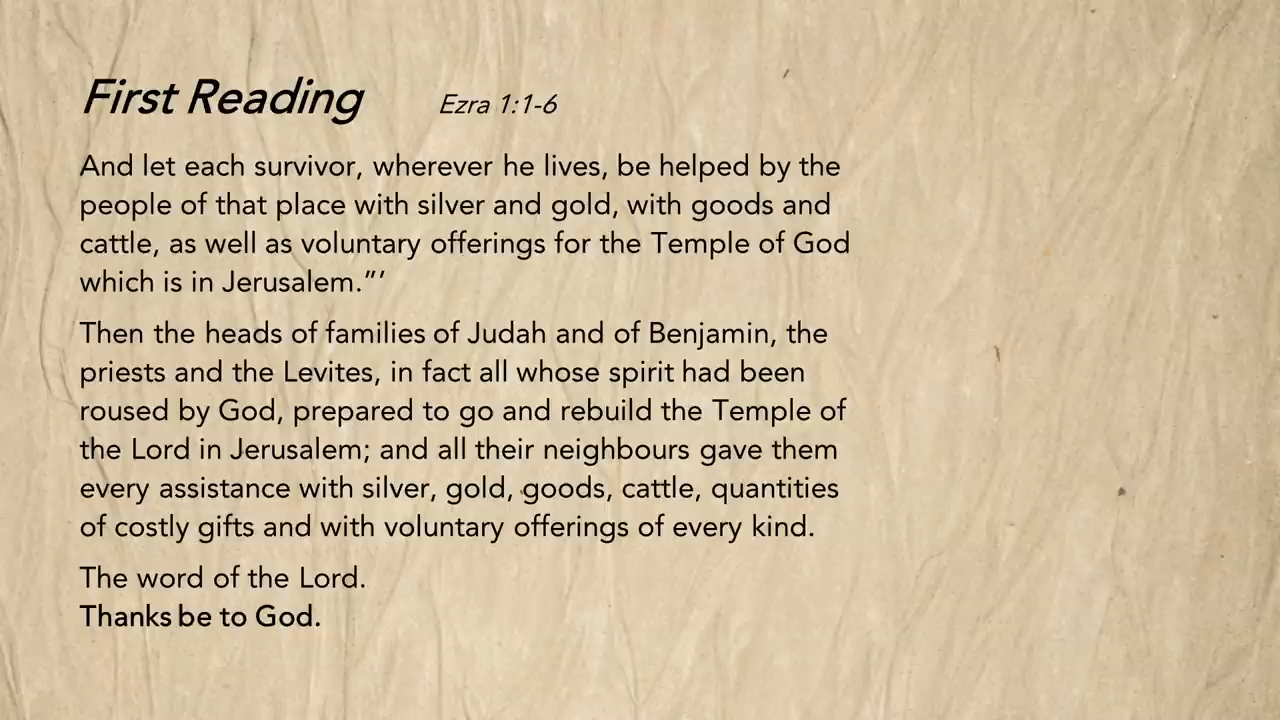 First Reading Ezra 1:1-6
And let each survivor, wherever he lives, be helped by the
people of that place with silver and gold, with goods and
cattle, as well as voluntary offerings for the Temple of God
which is in Jerusalem.”’
Then the heads of families of Judah and of Benjamin, the
priests and the Levites, in fact all whose spirit had been
roused by God, prepared to go and rebuild the Temple of
the Lord in Jerusalem; and all their neighbours gave them
every assistance with silver, gold, goods, cattle, quantities
of costly gifts and with voluntary offerings of every kind.
The word of the Lord.
Thanks be to God.